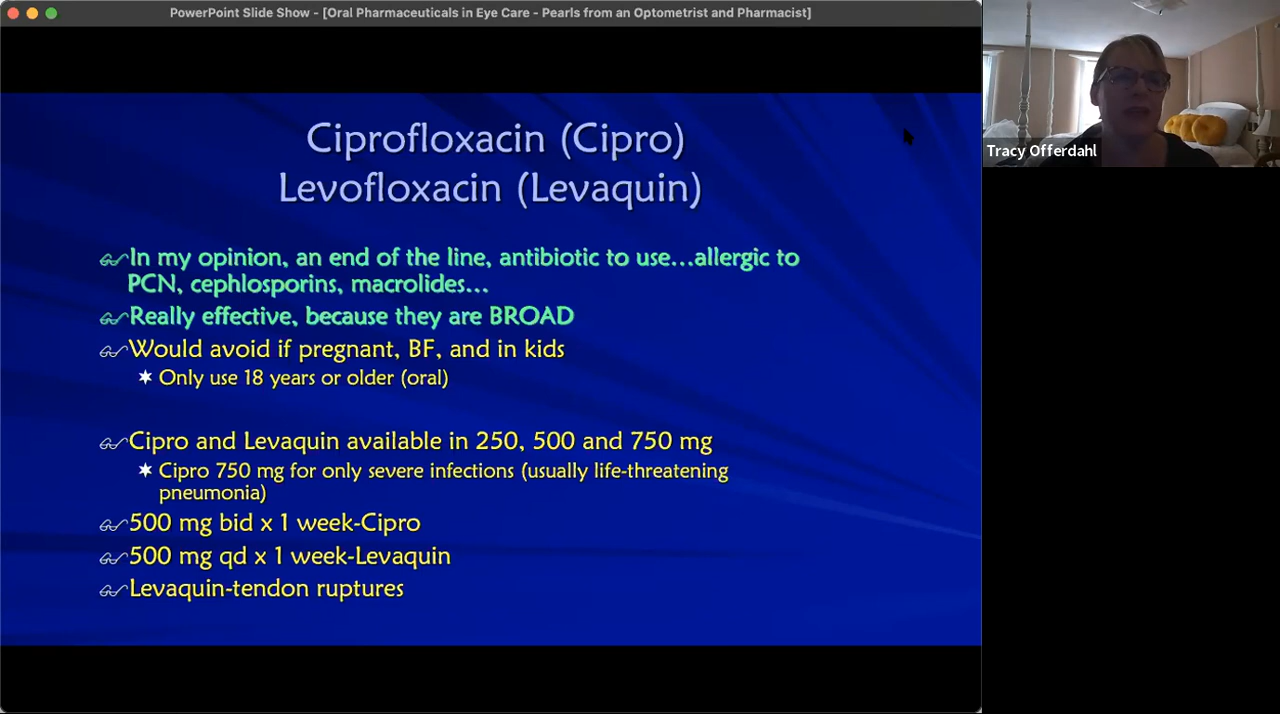 PowerPoint Slide Show - [Oral Pharmaceuticals in Eye Care - Pearls from an Optometrist and Pharmacist]
Tracy Offerdahl
Ciprofloxacin (Cipro)
Levofloxacin (Levaquin)
In my opinion, an end of the line, antibiotic to use...allergic to
PCN, cephlosporins, macrolides...
Really effective, because they are BROAD
Would avoid if pregnant, BF, and in kids
Only use 18 years or older (oral)
Cipro and Levaquin available in 250, 500 and 750 mg
Cipro 750 mg for only severe infections (usually life-threatening
pneumonia)
500 mg bid x 1 week-Cipro
500 mg qd x 1 week-Levaquin
Levaquin-tendon ruptures